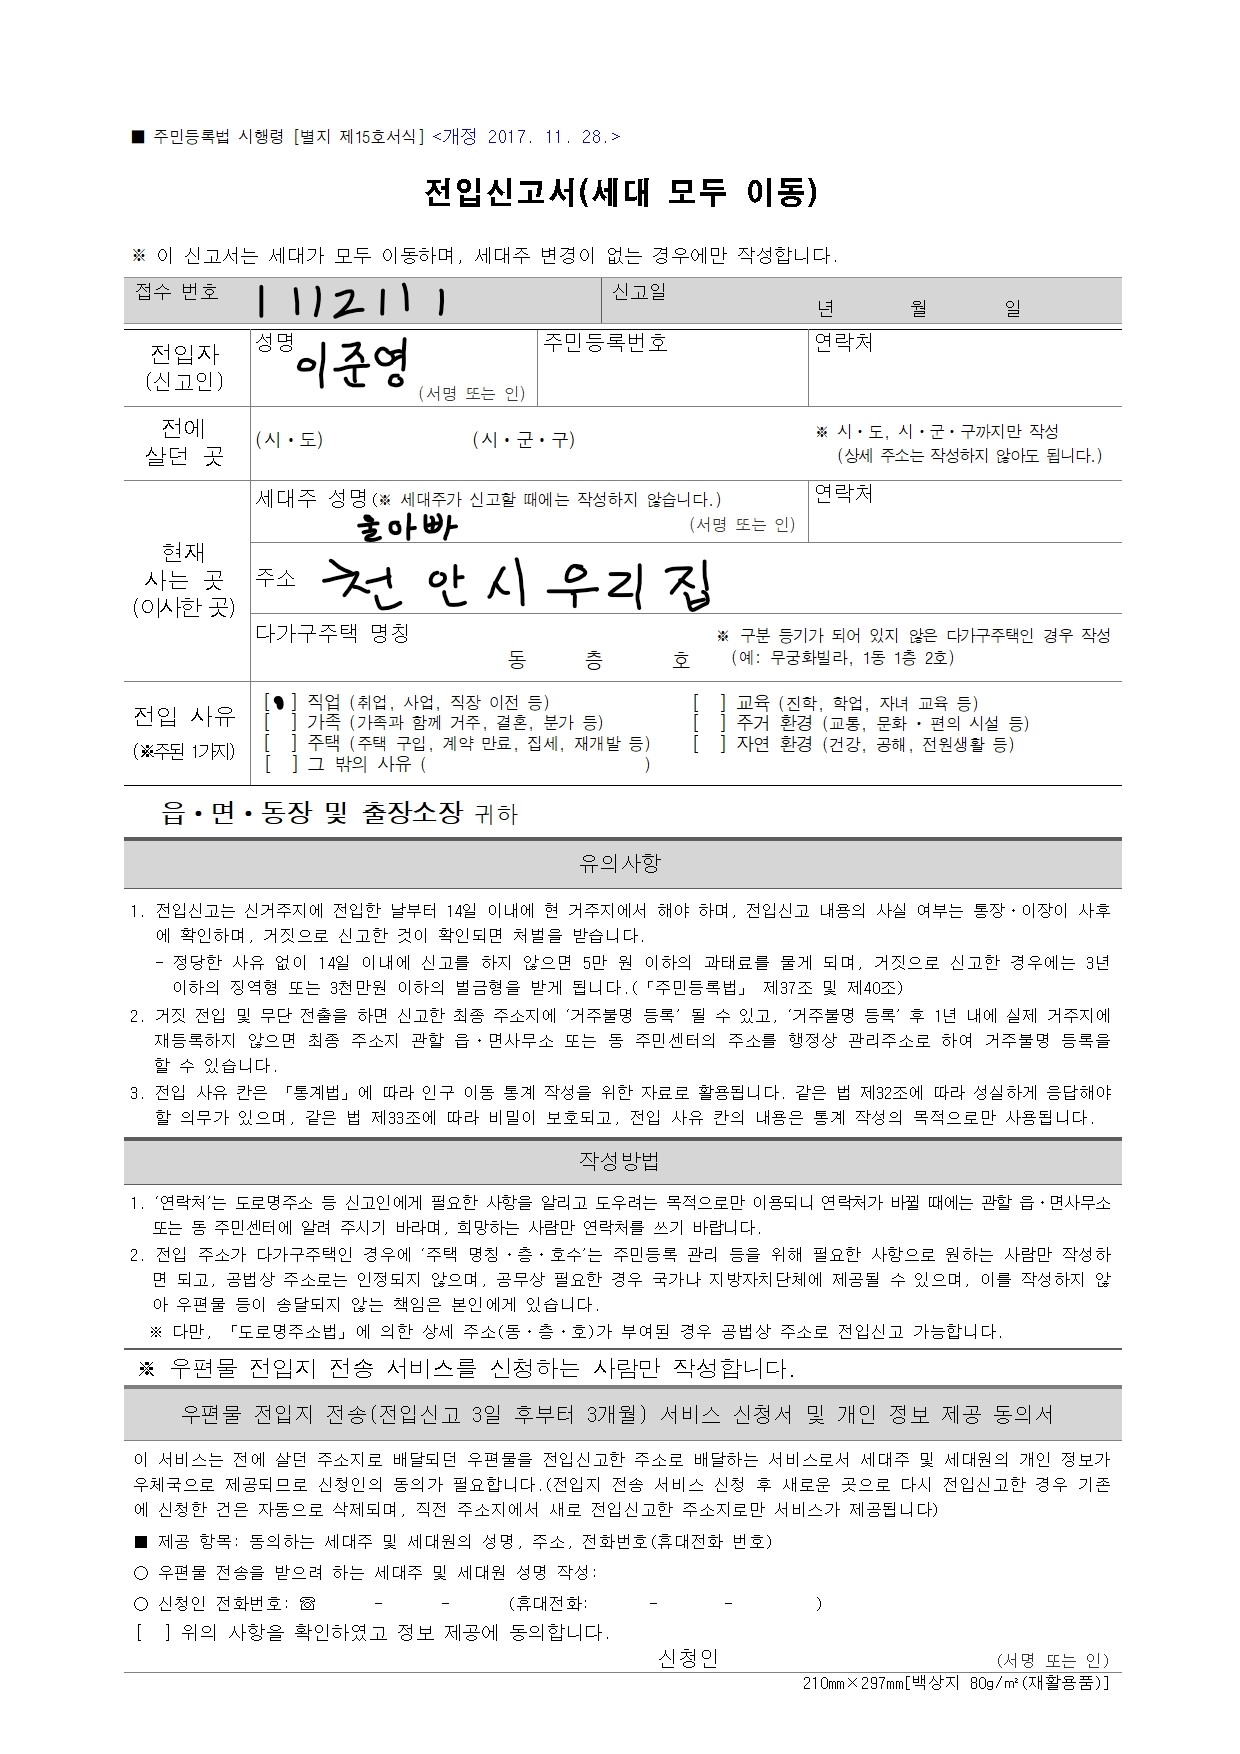 ■ 주민등록법 시행령 [별지 제15호서식] <개정 2017. 11. 28.>
전입신고서(세대 모두 이동)
※ 이 신고서는 세대가 모두 이동하며, 세대주 변경이 없는 경우에만 작성합니다.
접수 번호 1112111 신고일
년 월 일
전입자
(신고인)
성명 이준영
(서명 또는 인)
주민등록번호
연락처
전에
살던 곳
(시·도) (시·군·구)
※ 시·도, 시·군·구까지만 작성
(상세 주소는 작성하지 않아도 됩니다.)
현재
사는 곳
(이사한 곳)
세대주 성명(※ 세대주가 신고할 때에는 작성하지 않습니다.)
울아빠 (서명 또는 인)
연락처
주소 천안시우리집
다가구주택 명칭
동 층 호
※ 구분 등기가 되어 있지 않은 다가구주택인 경우 작성
(예: 무궁화빌라, 1동 1층 2호)
전입 사유
(※주된 1가지)
[ ] 직업 (취업, 사업, 직장 이전 등) [ ] 교육 (진학, 학업, 자녀 교육 등)
[ ] 가족 (가족과 함께 거주, 결혼, 분가 등) [ ] 주거 환경 (교통, 문화·편의 시설 등)
[ ] 주택 (주택 구입, 계약 만료, 집세, 재개발 등) [ ] 자연 환경 (건강, 공해, 전원생활 등)
[ ] 그 밖의 사유 ( )
읍·면·동장 및 출장소장 귀하
유의사항
1. 전입신고는 신거주지에 전입한 날부터 14일 이내에 현 거주지에서 해야 하며, 전입신고 내용의 사실 여부는 통장·이장이 사후
에 확인하며, 거짓으로 신고한 것이 확인되면 처벌을 받습니다.
- 정당한 사유 없이 14일 이내에 신고를 하지 않으면 5만 원 이하의 과태료를 물게 되며, 거짓으로 신고한 경우에는 3년
이하의 징역형 또는 3천만원 이하의 벌금형을 받게 됩니다.(「주민등록법」 제37조 및 제40조)
2. 거짓 전입 및 무단 전출을 하면 신고한 최종 주소지에 ‘거주불명 등록’ 될 수 있고, ‘거주불명 등록’ 후 1년 내에 실제 거주지에
재등록하지 않으면 최종 주소지 관할 읍·면사무소 또는 동 주민센터의 주소를 행정상 관리주소로 하여 거주불명 등록을
할 수 있습니다.
3. 전입 사유 칸은 「통계법」에 따라 인구 이동 통계 작성을 위한 자료로 활용됩니다. 같은 법 제32조에 따라 성실하게 응답해야
할 의무가 있으며, 같은 법 제33조에 따라 비밀이 보호되고, 전입 사유 칸의 내용은 통계 작성의 목적으로만 사용됩니다.
작성방법
1. ‘연락처’는 도로명주소 등 신고인에게 필요한 사항을 알리고 도우려는 목적으로만 이용되니 연락처가 바뀔 때에는 관할 읍·면사무소
또는 동 주민센터에 알려 주시기 바라며, 희망하는 사람만 연락처를 쓰기 바랍니다.
2. 전입 주소가 다가구주택인 경우에 ‘주택 명칭·층·호수’는 주민등록 관리 등을 위해 필요한 사항으로 원하는 사람만 작성하
면 되고, 공법상 주소로는 인정되지 않으며, 공무상 필요한 경우 국가나 지방자치단체에 제공될 수 있으며, 이를 작성하지 않
아 우편물 등이 송달되지 않는 책임은 본인에게 있습니다.
※ 다만, 「도로명주소법」에 의한 상세 주소(동·층·호)가 부여된 경우 공법상 주소로 전입신고 가능합니다.
※ 우편물 전입지 전송 서비스를 신청하는 사람만 작성합니다.
우편물 전입지 전송(전입신고 3일 후부터 3개월) 서비스 신청서 및 개인 정보 제공 동의서
이 서비스는 전에 살던 주소지로 배달되던 우편물을 전입신고한 주소로 배달하는 서비스로서 세대주 및 세대원의 개인 정보가
우체국으로 제공되므로 신청인의 동의가 필요합니다.(전입지 전송 서비스 신청 후 새로운 곳으로 다시 전입신고한 경우 기존
에 신청한 건은 자동으로 삭제되며, 직전 주소지에서 새로 전입신고한 주소지로만 서비스가 제공됩니다)
■ 제공 항목: 동의하는 세대주 및 세대원의 성명, 주소, 전화번호(휴대전화 번호)
○ 우편물 전송을 받으려 하는 세대주 및 세대원 성명 작성:
○ 신청인 전화번호: ☏ - - (휴대전화: - - )
[ ] 위의 사항을 확인하였고 정보 제공에 동의합니다.
신청인 (서명 또는 인)
210㎜×297㎜[백상지 80g/㎡(재활용품)]